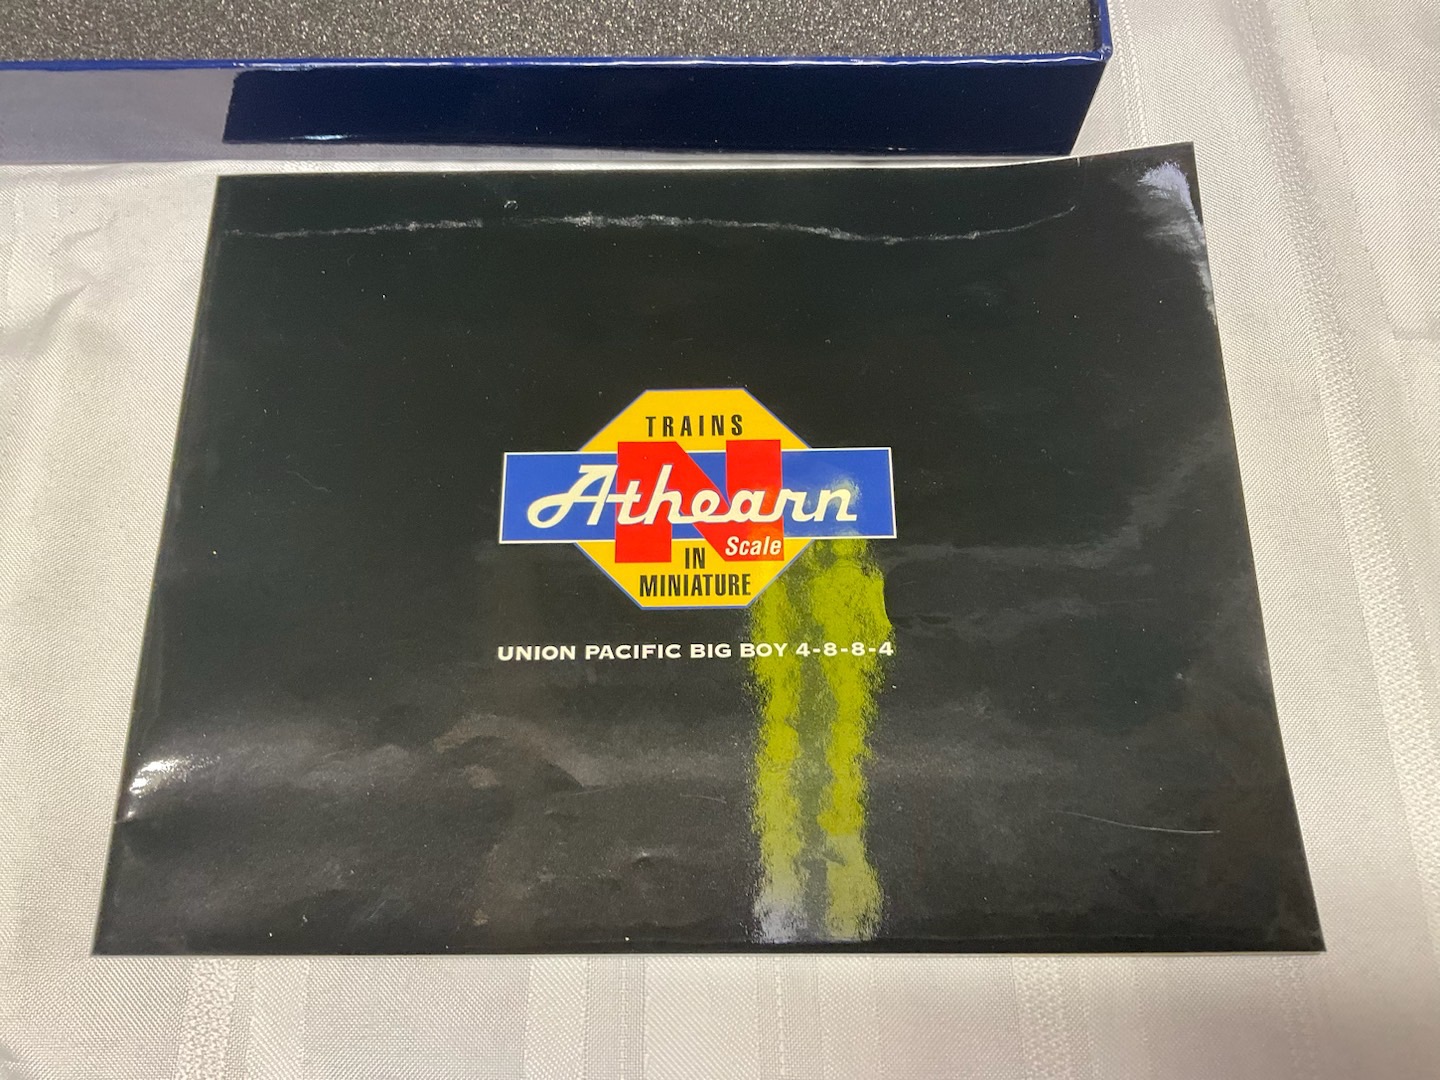 TRAINS
Athearn
N Scale
IN
MINIATURE
UNION PACIFIC BIG BOY 4-8-8-4